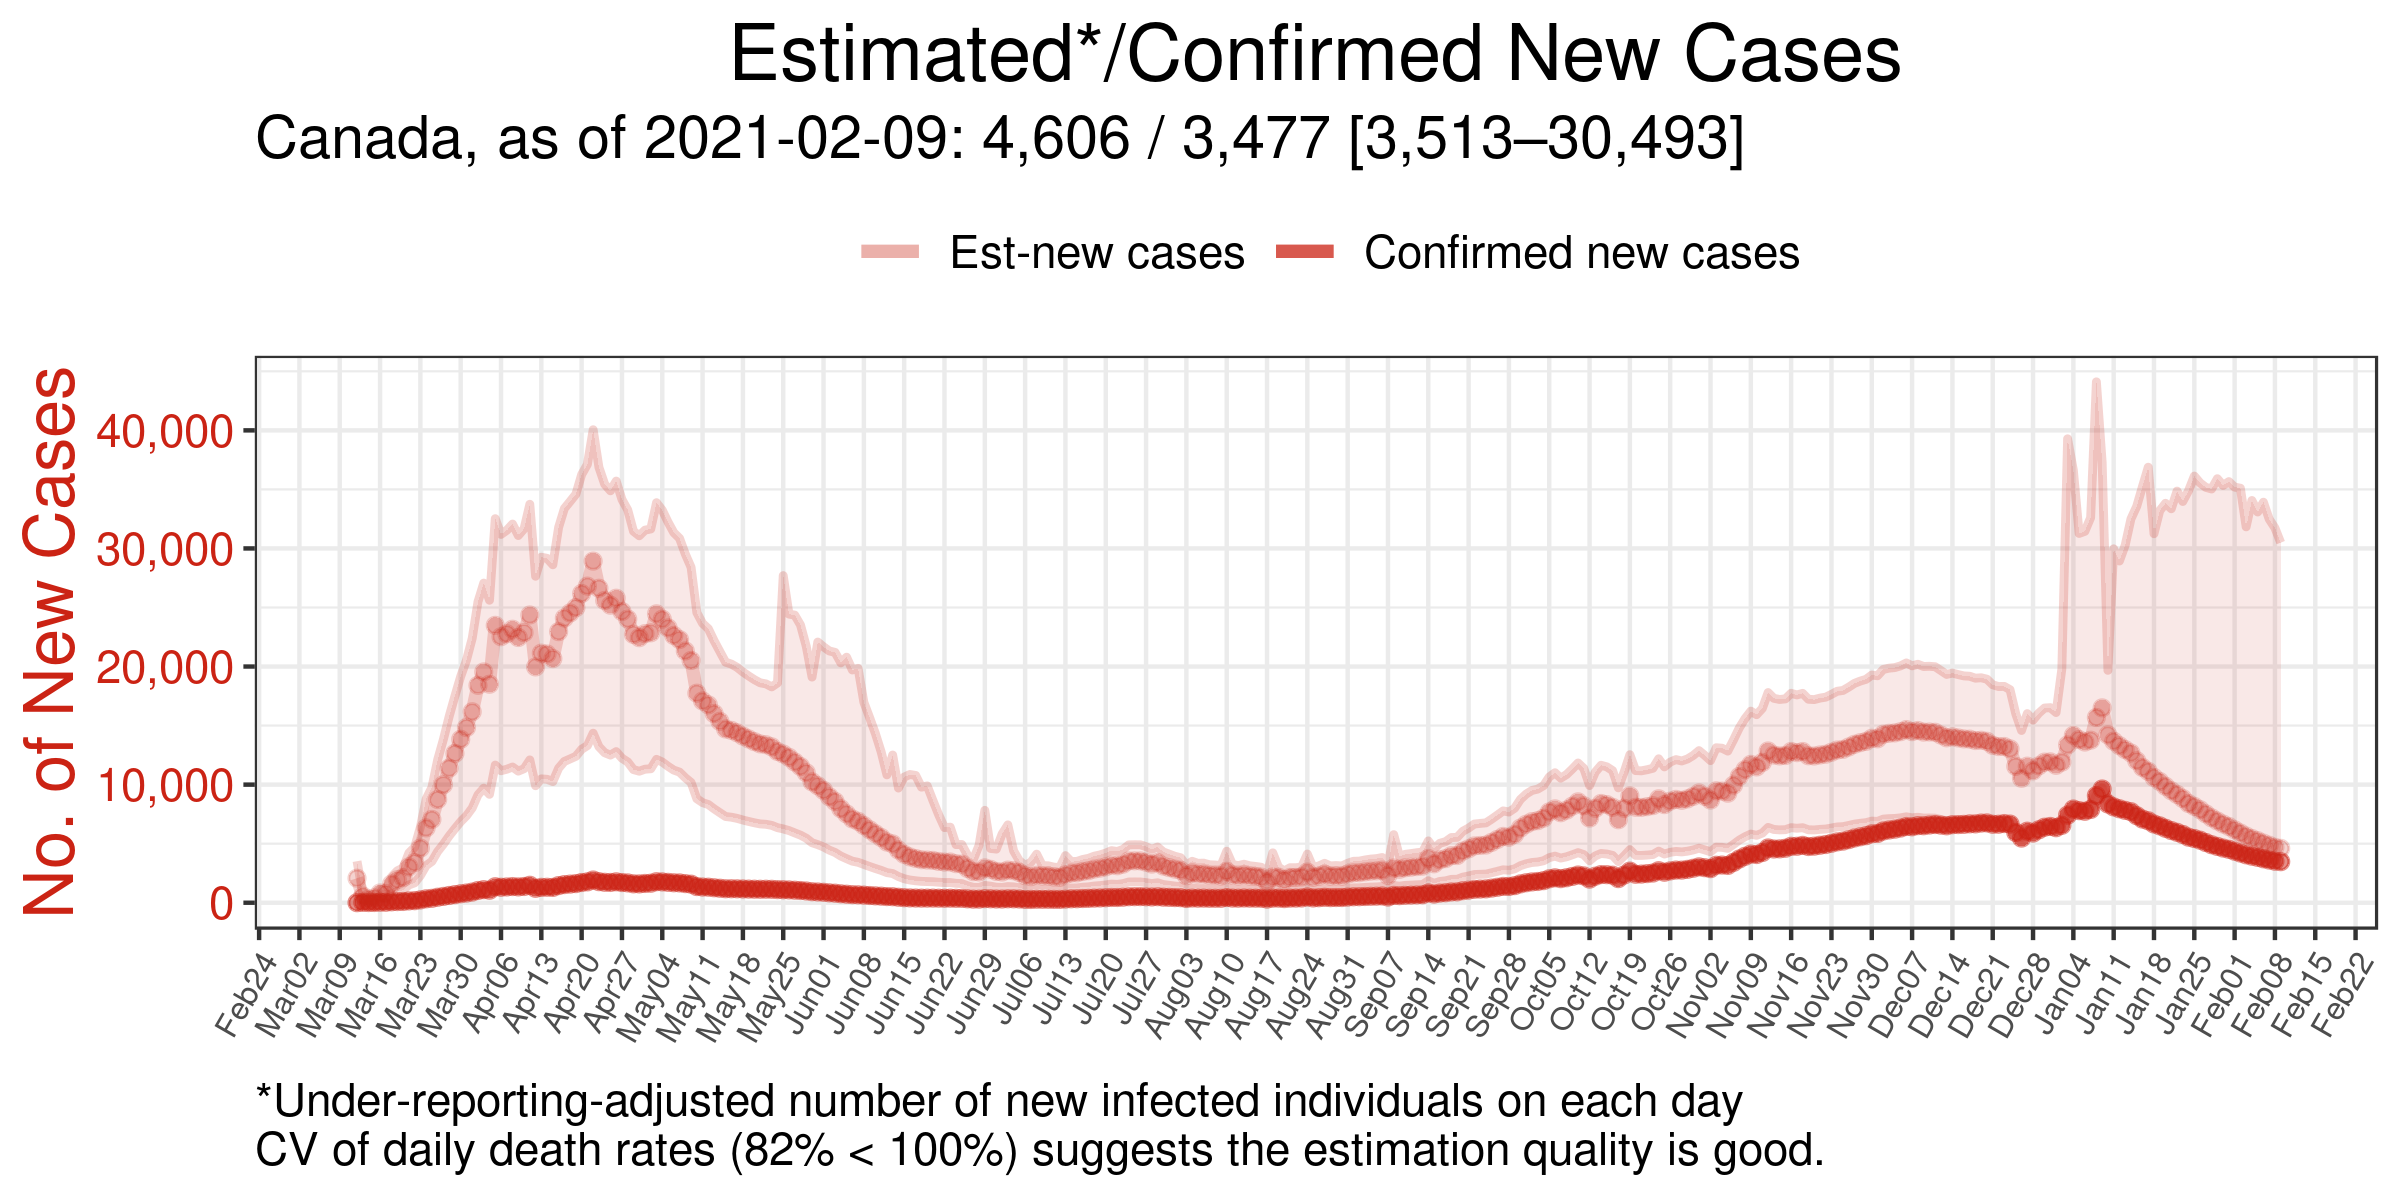 Estimated*/Confirmed New Cases
Canada, as of 2021-02-09: 4,606 / 3,477 [3,513–30,493]
Est-new cases Confirmed new cases
No. of New Cases
40,000
30,000
20,000
10,000
0
Feb24 Mar02 Mar09 Mar16 Mar23 Mar30 Apr06 Apr13 Apr20 Apr27 May04 May11 May18 May25 Jun01 Jun08 Jun15 Jun22 Jun29 Jul06 Jul13 Jul20 Jul27 Aug03 Aug10 Aug17 Aug24 Aug31 Sep07 Sep14 Sep21 Sep28 Oct05 Oct12 Oct19 Oct26 Nov02 Nov09 Nov16 Nov23 Nov30 Dec07 Dec14 Dec21 Dec28 Jan04 Jan11 Jan18 Jan25 Feb01 Feb08 Feb15 Feb22
*Under-reporting-adjusted number of new infected individuals on each day
CV of daily death rates (82% < 100%) suggests the estimation quality is good.